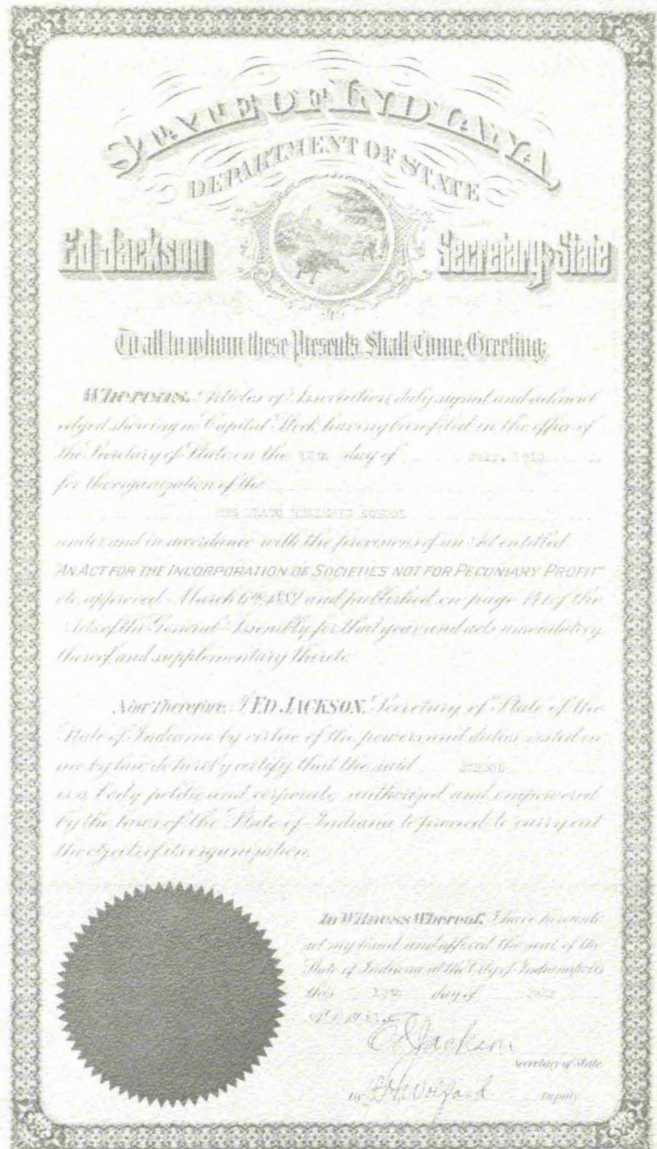 STATE OF INDIANA
DEPARTMENT OF STATE
Ed Jackson Secretary of State
To all to whom these Presents Shall Come, Greeting:
Whereas, Articles of Association, duly signed and acknowl
edged showing no Capital Stock having been filed in the office of
the Secretary of State on the day of
for the organization of the
SCHOOL
under and in accordance with the provisions of an Act entitled
AN ACT FOR THE INCORPORATION OF SOCIETIES NOT FOR PECUNIARY PROFIT
etc. approved March and published on page of the
Acts of the General Assembly for that year and acts amendatory
thereof and supplementary thereto
Now Therefore, I ED JACKSON, Secretary of State of the
State of Indiana by virtue of the powers and duties vested in
me by law do hereby certify that the said SCHOOL
is a body politic and corporate, authorized and empowered
by the laws of the State of Indiana to proceed to carry out
the objects of its organization.
In Witness Whereof, I have hereunto
set my hand and affixed the seal of the
State of Indiana at the City of Indianapolis
this day of
Ed Jackson
Secretary of State
By Wolfard Deputy